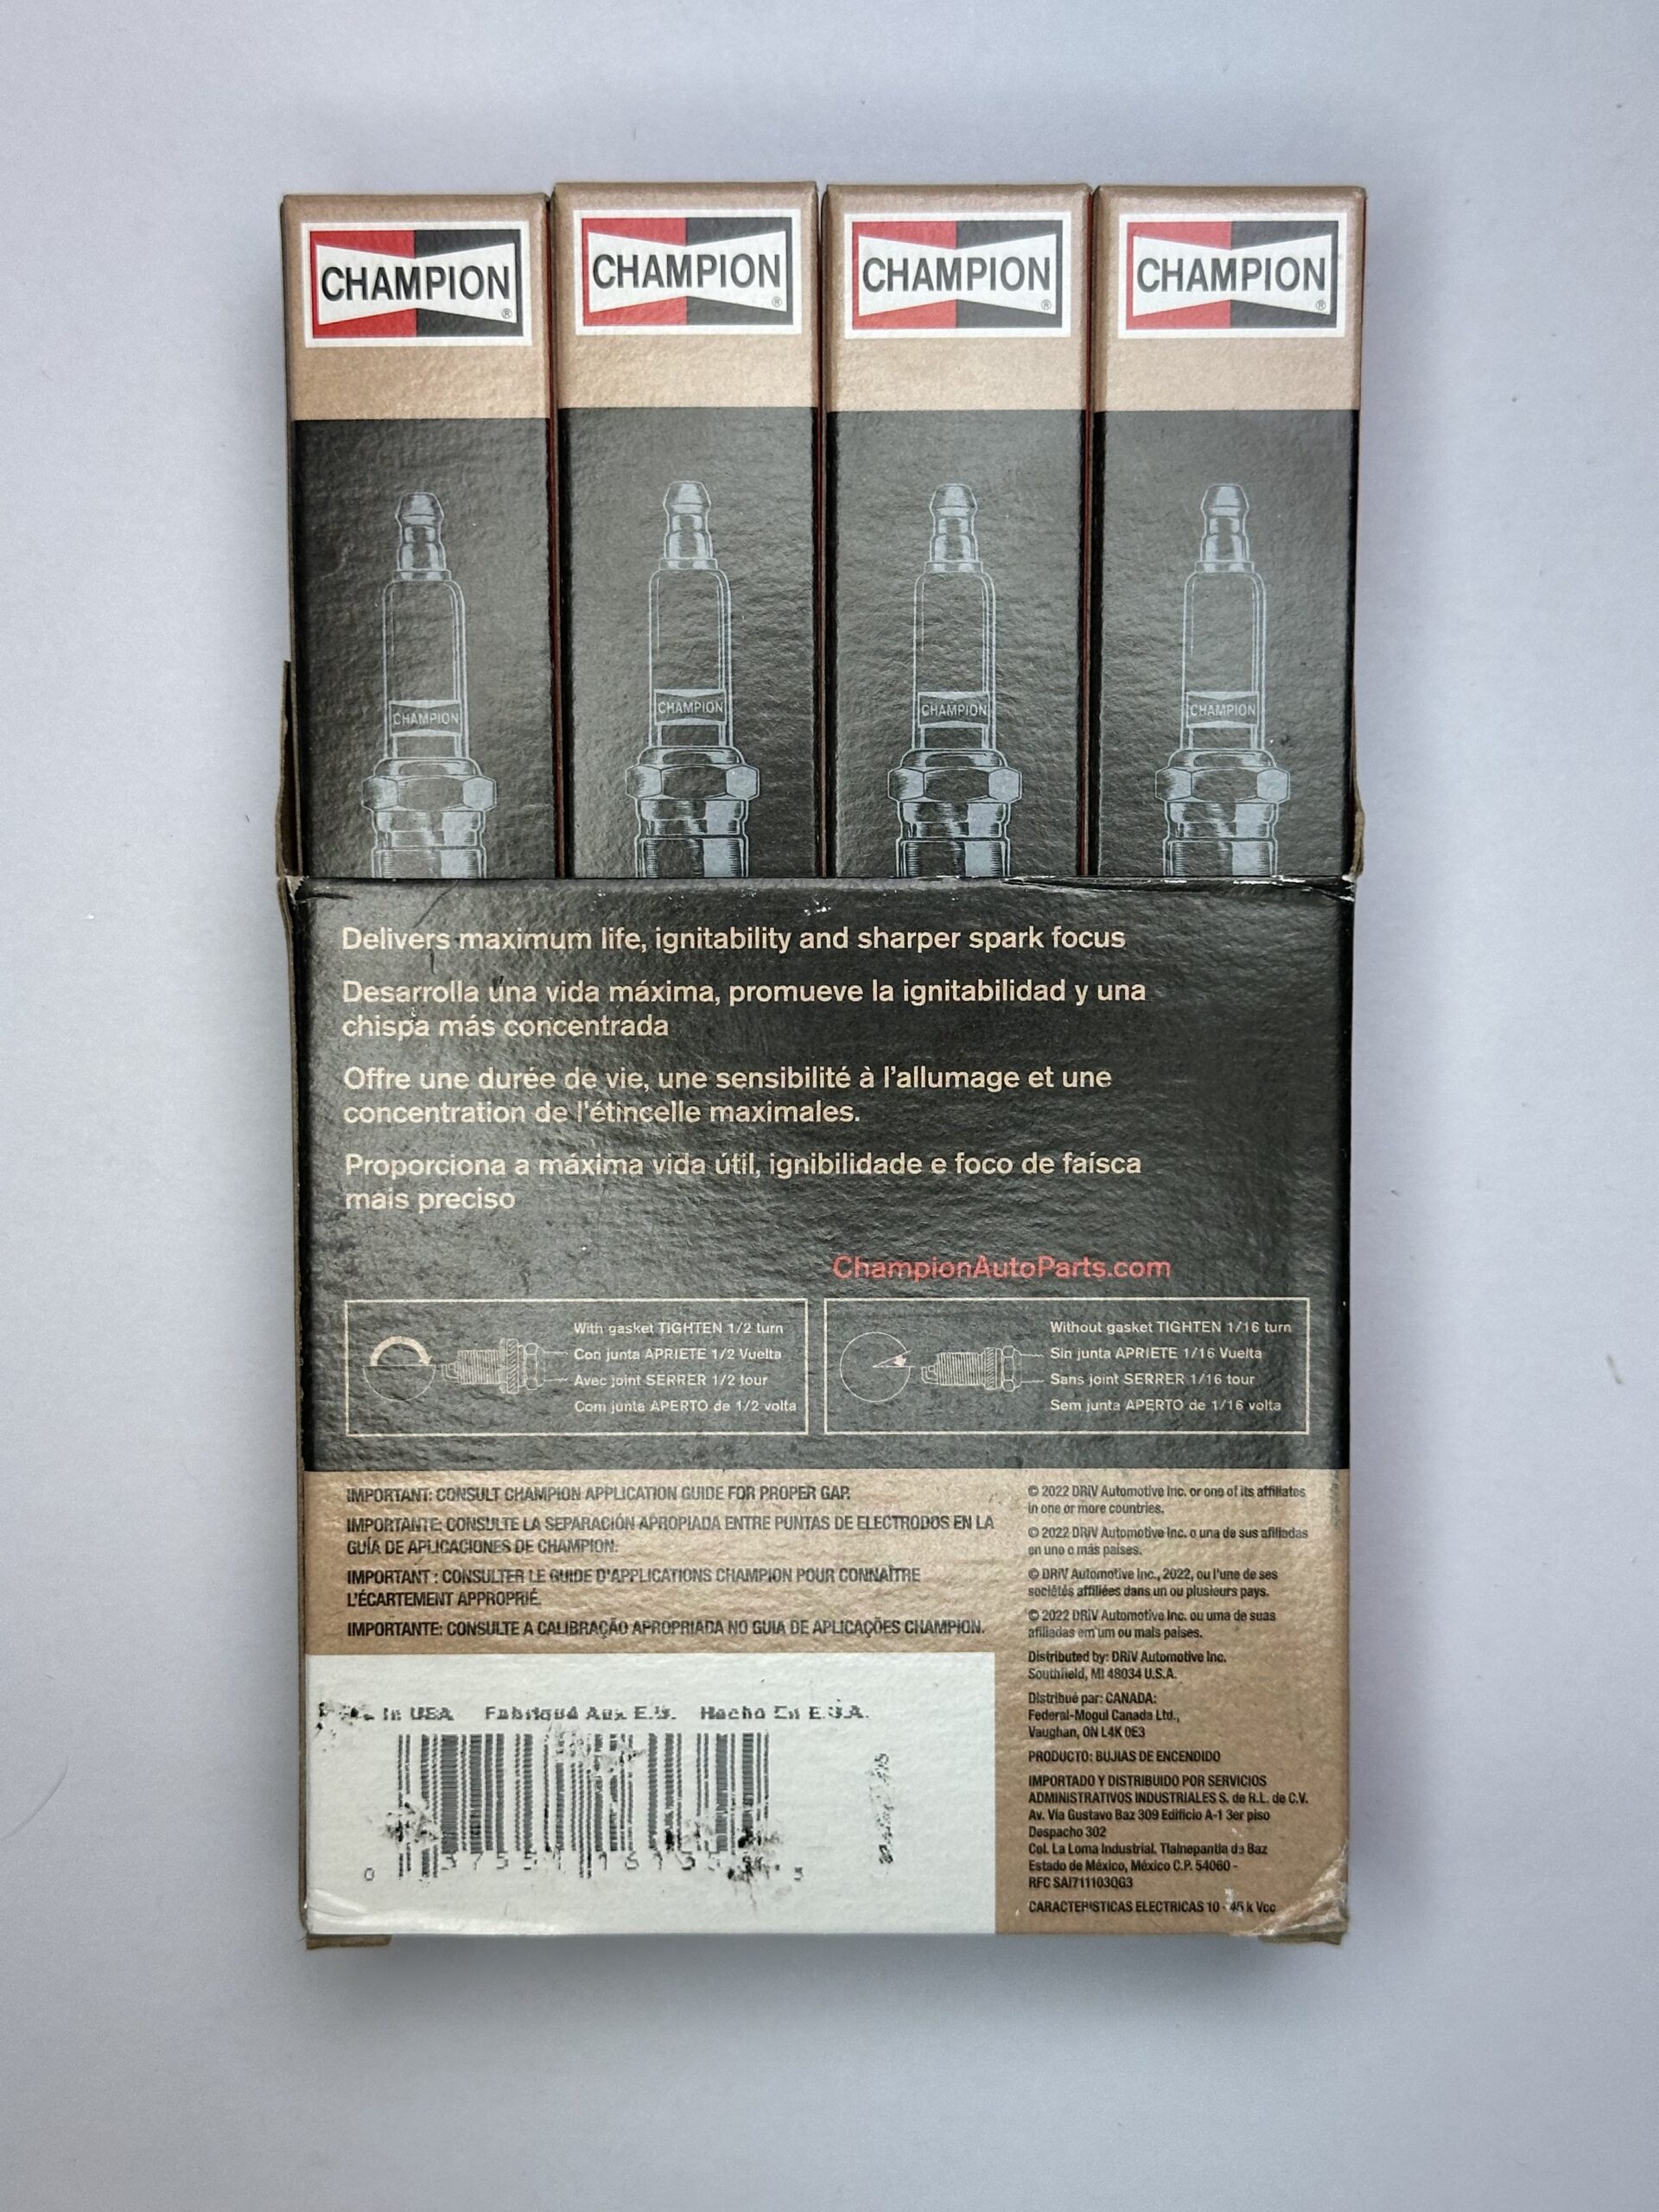 CHAMPION ®
CHAMPION ®
CHAMPION ®
CHAMPION ®
CHAMPION
CHAMPION
CHAMPION
CHAMPION
Delivers maximum life, ignitability and sharper spark focus
Desarrolla una vida máxima, promueve la ignitabilidad y una
chispa más concentrada
Offre une durée de vie, une sensibilité à l'allumage et une
concentration de l'étincelle maximales.
Proporciona a máxima vida útil, ignibilidade e foco de faísca
mais preciso
ChampionAutoParts.com
With gasket TIGHTEN 1/2 turn
Con junta APRIETE 1/2 Vuelta
Avec joint SERRER 1/2 tour
Com junta APERTO de 1/2 volta
Without gasket TIGHTEN 1/16 turn
Sin junta APRIETE 1/16 Vuelta
Sans joint SERRER 1/16 tour
Sem junta APERTO de 1/16 volta
IMPORTANT: CONSULT CHAMPION APPLICATION GUIDE FOR PROPER GAP.
IMPORTANTE: CONSULTE LA SEPARACIÓN APROPIADA ENTRE PUNTAS DE ELECTRODOS EN LA
GUÍA DE APLICACIONES DE CHAMPION.
IMPORTANT : CONSULTER LE GUIDE D'APPLICATIONS CHAMPION POUR CONNAÎTRE
L'ÉCARTEMENT APPROPRIÉ.
IMPORTANTE: CONSULTE A CALIBRAÇÃO APROPRIADA NO GUIA DE APLICAÇÕES CHAMPION.
In USA Fabriqué Aux E.U. Hecho En E.U.A.
© 2022 DRiV Automotive Inc. or one of its affiliates
in one or more countries.
© 2022 DRiV Automotive Inc. o una de sus afiliadas
en uno o más países.
© DRiV Automotive Inc., 2022, ou l'une de ses
sociétés affiliées dans un ou plusieurs pays.
© 2022 DRiV Automotive Inc. ou uma de suas
afiliadas em um ou mais países.
Distributed by: DRiV Automotive Inc.
Southfield, MI 48034 U.S.A.
Distribué par: CANADA:
Federal-Mogul Canada Ltd.,
Vaughan, ON L4K 0E3
PRODUCTO: BUJIAS DE ENCENDIDO
IMPORTADO Y DISTRIBUIDO POR SERVICIOS
ADMINISTRATIVOS INDUSTRIALES S. de R.L. de C.V.
Av. Vía Gustavo Baz 309 Edificio A-1 3er piso
Despacho 302
Col. La Loma Industrial. Tlalnepantla de Baz
Estado de México, México C.P. 54060 -
RFC SAI711103QG3
CARACTERISTICAS ELECTRICAS 10 - 45 k Vcc